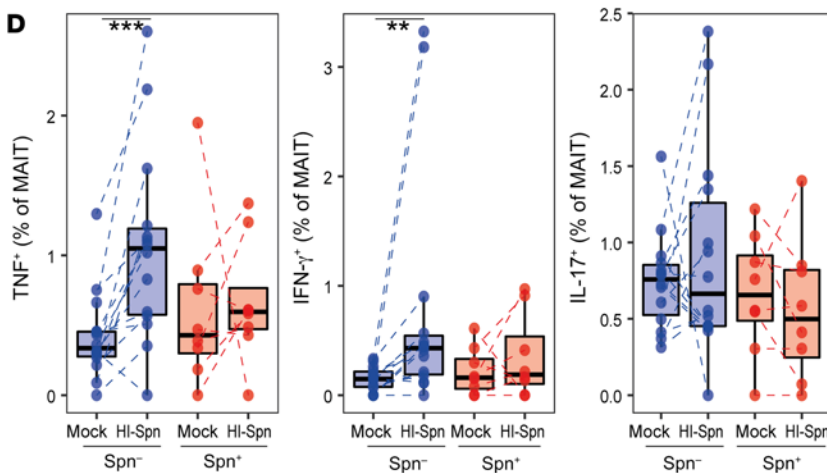 D
TNF⁺ (% of MAIT)
***
2
1
0
Mock HI-Spn Mock HI-Spn
Spn⁻ Spn⁺
IFN-γ⁺ (% of MAIT)
**
3
2
1
0
Mock HI-Spn Mock HI-Spn
Spn⁻ Spn⁺
IL-17⁺ (% of MAIT)
2.5
2.0
1.5
1.0
0.5
0.0
Mock HI-Spn Mock HI-Spn
Spn⁻ Spn⁺